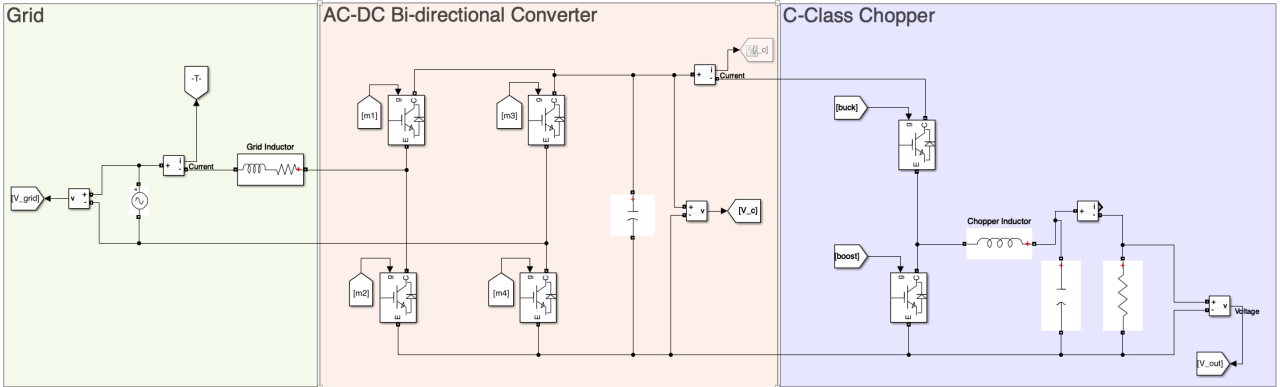 Grid
AC-DC Bi-directional Converter
C-Class Chopper
-T-
i
+
-
Current
Grid Inductor
[V_grid]
v
+
-
[m1]
g
C
E
[m3]
g
C
E
[m2]
g
C
E
[m4]
g
C
E
+
+
-
v
[V_c]
i
+
-
Current
[buck]
g
C
E
[boost]
g
C
E
Chopper Inductor
+
i
+
-
+
+
+
-
v
Voltage
[V_out]